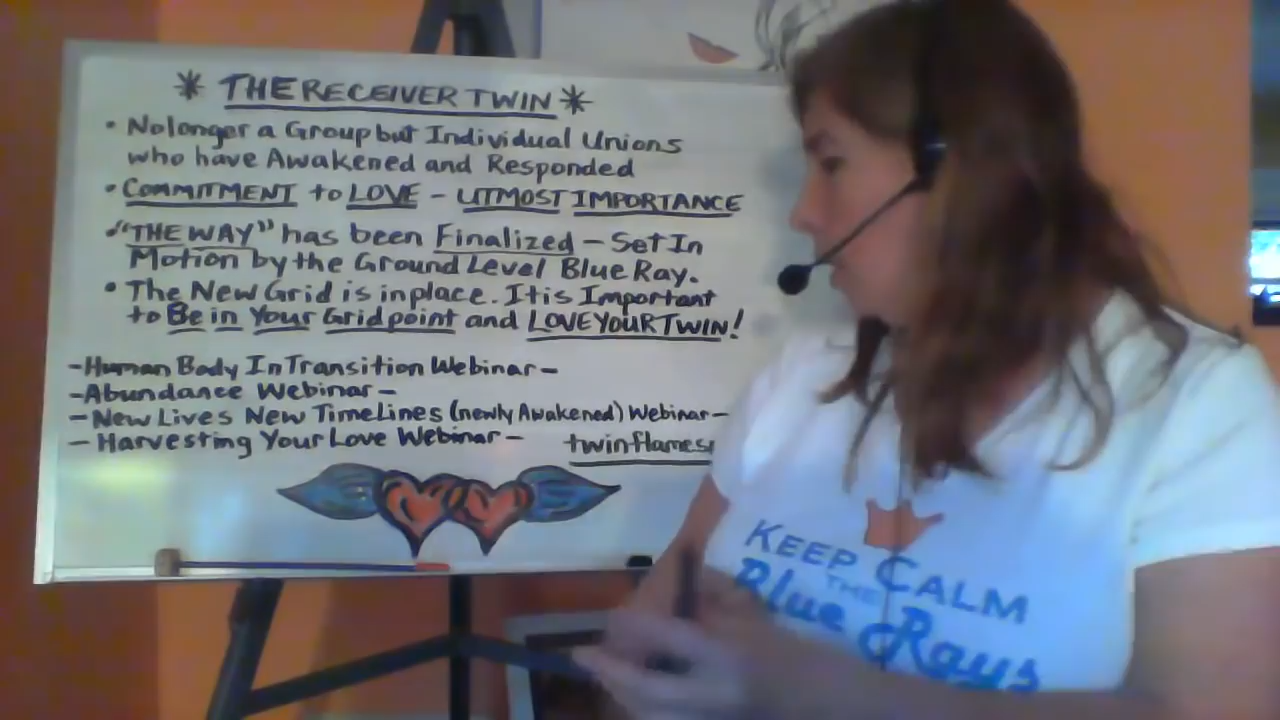 * THE RECEIVER TWIN *
• No longer a Group but Individual Unions
who have Awakened and Responded
• COMMITMENT to LOVE - UTMOST IMPORTANCE
• "THE WAY" has been Finalized - Set In
Motion by the Ground Level Blue Ray.
• The New Grid is in place. It is Important
to Be in Your Gridpoint and LOVE YOUR TWIN!
- Human Body In Transition Webinar -
- Abundance Webinar -
- New Lives New TimeLines (newly Awakened) Webinar -
- Harvesting Your Love Webinar -
twinflames
KEEP CALM
THE
Blue Rays